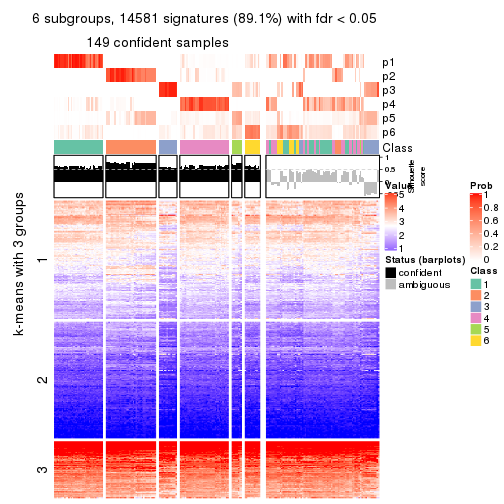 6 subgroups, 14581 signatures (89.1%) with fdr < 0.05
149 confident samples
p1
p2
p3
p4
p5
p6
Class
1
0.5
0
Silhouette
score
k-means with 3 groups
1
2
3
Value
5
4
3
2
1
Status (barplots)
confident
ambiguous
Prob
1
0.8
0.6
0.4
0.2
0
Class
1
2
3
4
5
6